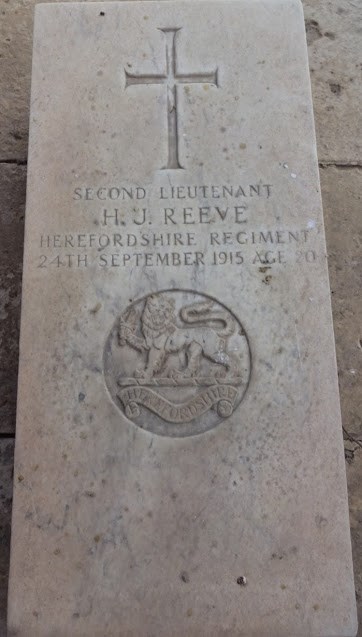 SECOND LIEUTENANT
H. J. REEVE
HEREFORDSHIRE REGIMENT
24TH SEPTEMBER 1915 AGE 20
HEREFORDSHIRE